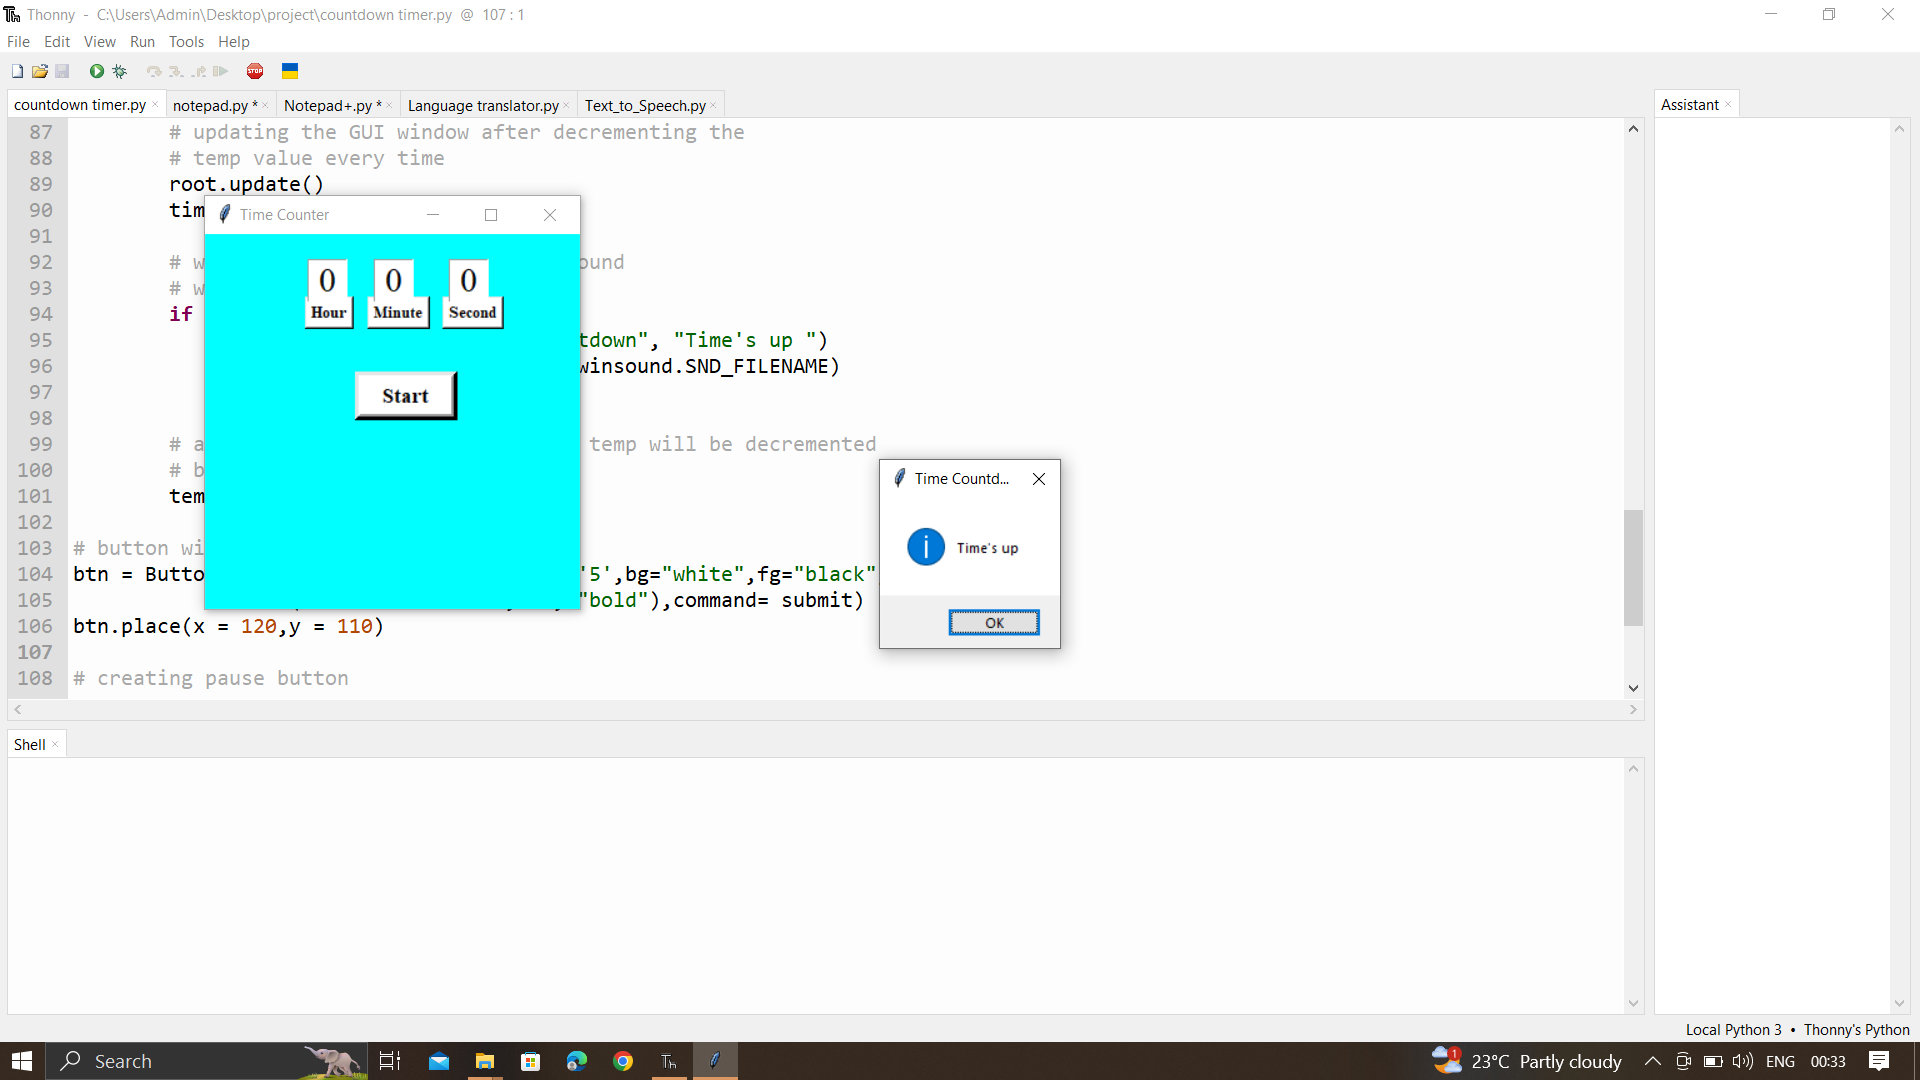 Thonny - C:\Users\Admin\Desktop\project\countdown timer.py @ 107 : 1
File Edit View Run Tools Help
STOP
countdown timer.py × notepad.py * × Notepad+.py * × Language translator.py × Text_to_Speech.py ×
Assistant ×
87 # updating the GUI window after decrementing the
88 # temp value every time
89 root.update()
90 tim
91
92 # w ound
93 # w
94 if
95 tdown", "Time's up ")
96 winsound.SND_FILENAME)
97
98
99 # a temp will be decremented
100 # b
101 tem
102
103 # button wi
104 btn = Butto '5',bg="white",fg="black"
105 "bold"),command= submit)
106 btn.place(x = 120,y = 110)
107
108 # creating pause button
Time Counter
0 0 0
Hour Minute Second
Start
Time Countd...
Time's up
OK
Shell ×
Local Python 3 • Thonny's Python
Search
Th
1
23°C Partly cloudy
ENG 00:33